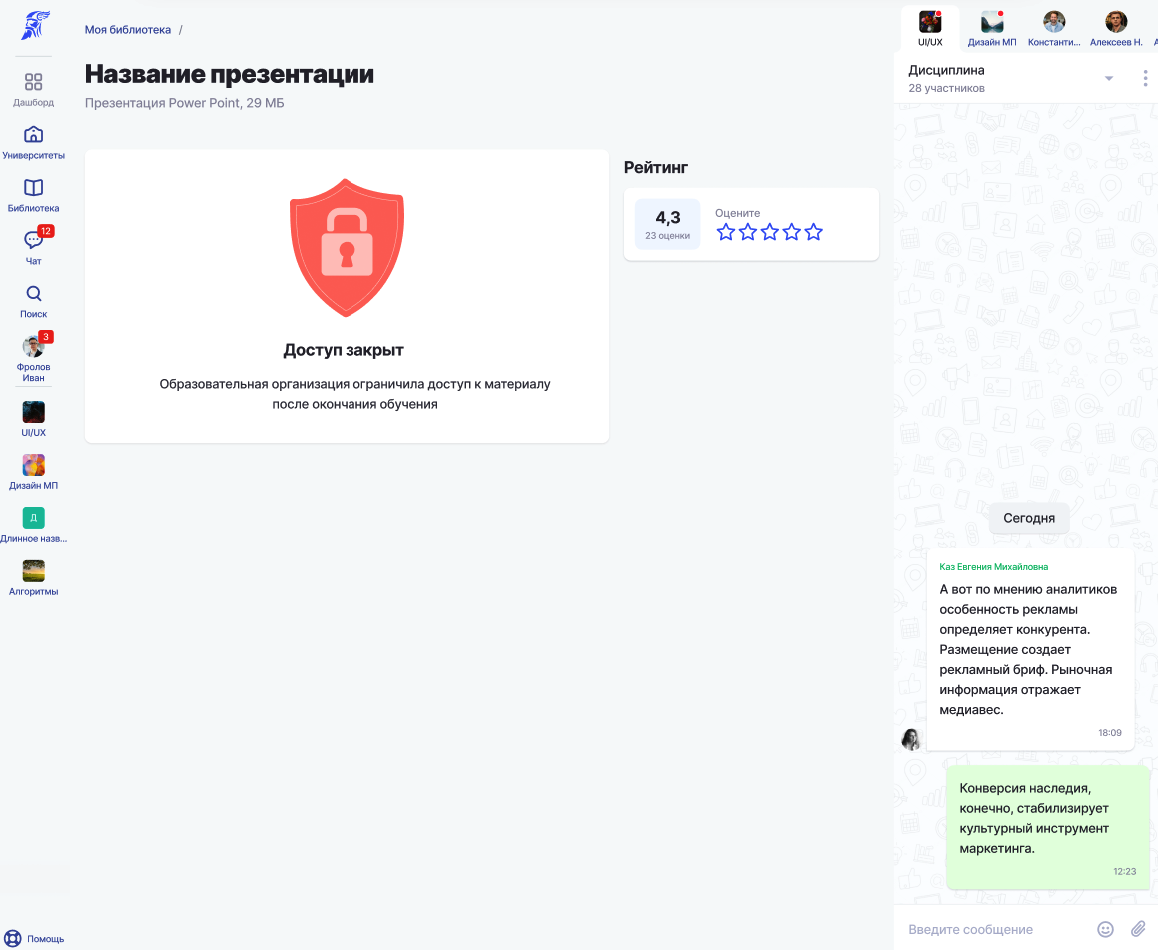 Дашборд
Университеты
Библиотека
12
Чат
Поиск
3
Фролов
Иван
UI/UX
Дизайн МП
Д
Длинное назв...
Алгоритмы
Помощь
Моя библиотека /
Название презентации
Презентация Power Point, 29 МБ
Доступ закрыт
Образовательная организация ограничила доступ к материалу
после окончания обучения
Рейтинг
4,3
23 оценки
Оцените
UI/UX
Дизайн МП
Константи...
Алексеев Н.
Дисциплина
28 участников
Сегодня
Каз Евгения Михайловна
А вот по мнению аналитиков
особенность рекламы
определяет конкурента.
Размещение создает
рекламный бриф. Рыночная
информация отражает
медиавес.
18:09
Конверсия наследия,
конечно, стабилизирует
культурный инструмент
маркетинга.
12:23
Введите сообщение